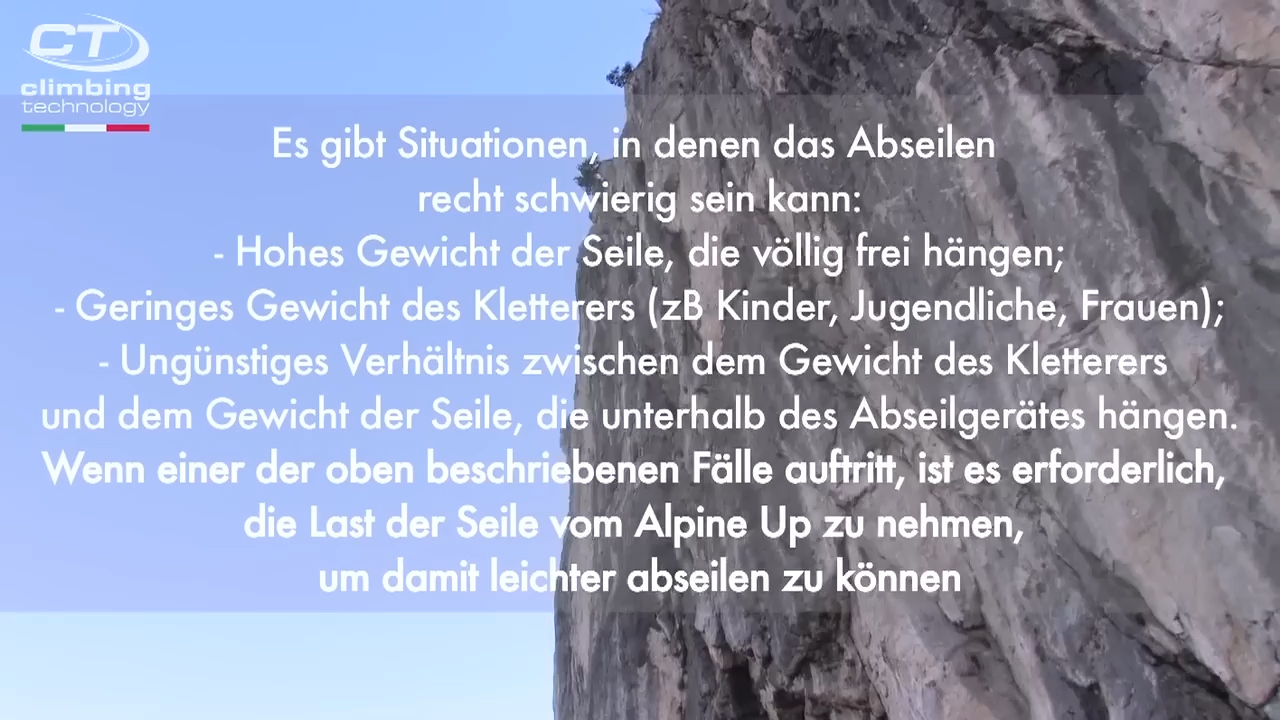 CT
climbing
technology
Es gibt Situationen, in denen das Abseilen
recht schwierig sein kann:
- Hohes Gewicht der Seile, die völlig frei hängen;
- Geringes Gewicht des Kletterers (zB Kinder, Jugendliche, Frauen);
- Ungünstiges Verhältnis zwischen dem Gewicht des Kletterers
und dem Gewicht der Seile, die unterhalb des Abseilgerätes hängen.
Wenn einer der oben beschriebenen Fälle auftritt, ist es erforderlich,
die Last der Seile vom Alpine Up zu nehmen,
um damit leichter abseilen zu können